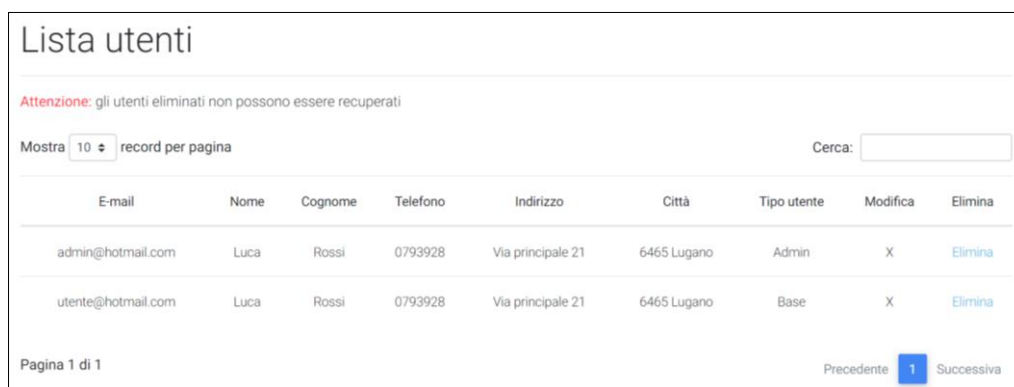 Lista utenti
Attenzione: gli utenti eliminati non possono essere recuperati
Mostra 10 record per pagina Cerca:
E-mail Nome Cognome Telefono Indirizzo Città Tipo utente Modifica Elimina
admin@hotmail.com Luca Rossi 0793928 Via principale 21 6465 Lugano Admin X Elimina
utente@hotmail.com Luca Rossi 0793928 Via principale 21 6465 Lugano Base X Elimina
Pagina 1 di 1 Precedente 1 Successiva